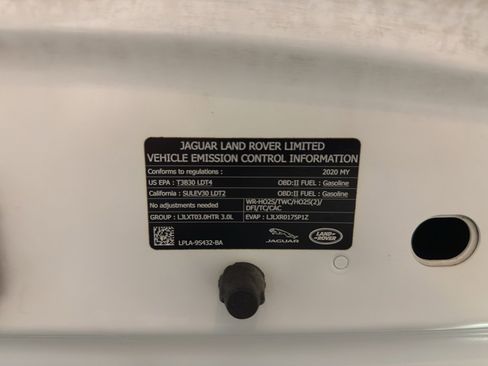 JAGUAR LAND ROVER LIMITED
VEHICLE EMISSION CONTROL INFORMATION
Conforms to regulations : 2020 MY
US EPA : T3B30 LDT4 OBD:II FUEL : Gasoline
California : SULEV30 LDT2 OBD:II FUEL : Gasoline
No adjustments needed WR-HO2S/TWC/HO2S(2)/
DFI/TC/CAC
GROUP : LJLXT03.0HTR 3.0L EVAP : LJLXR0175P1Z
LPLA-9S432-BA
JAGUAR
LAND-
ROVER